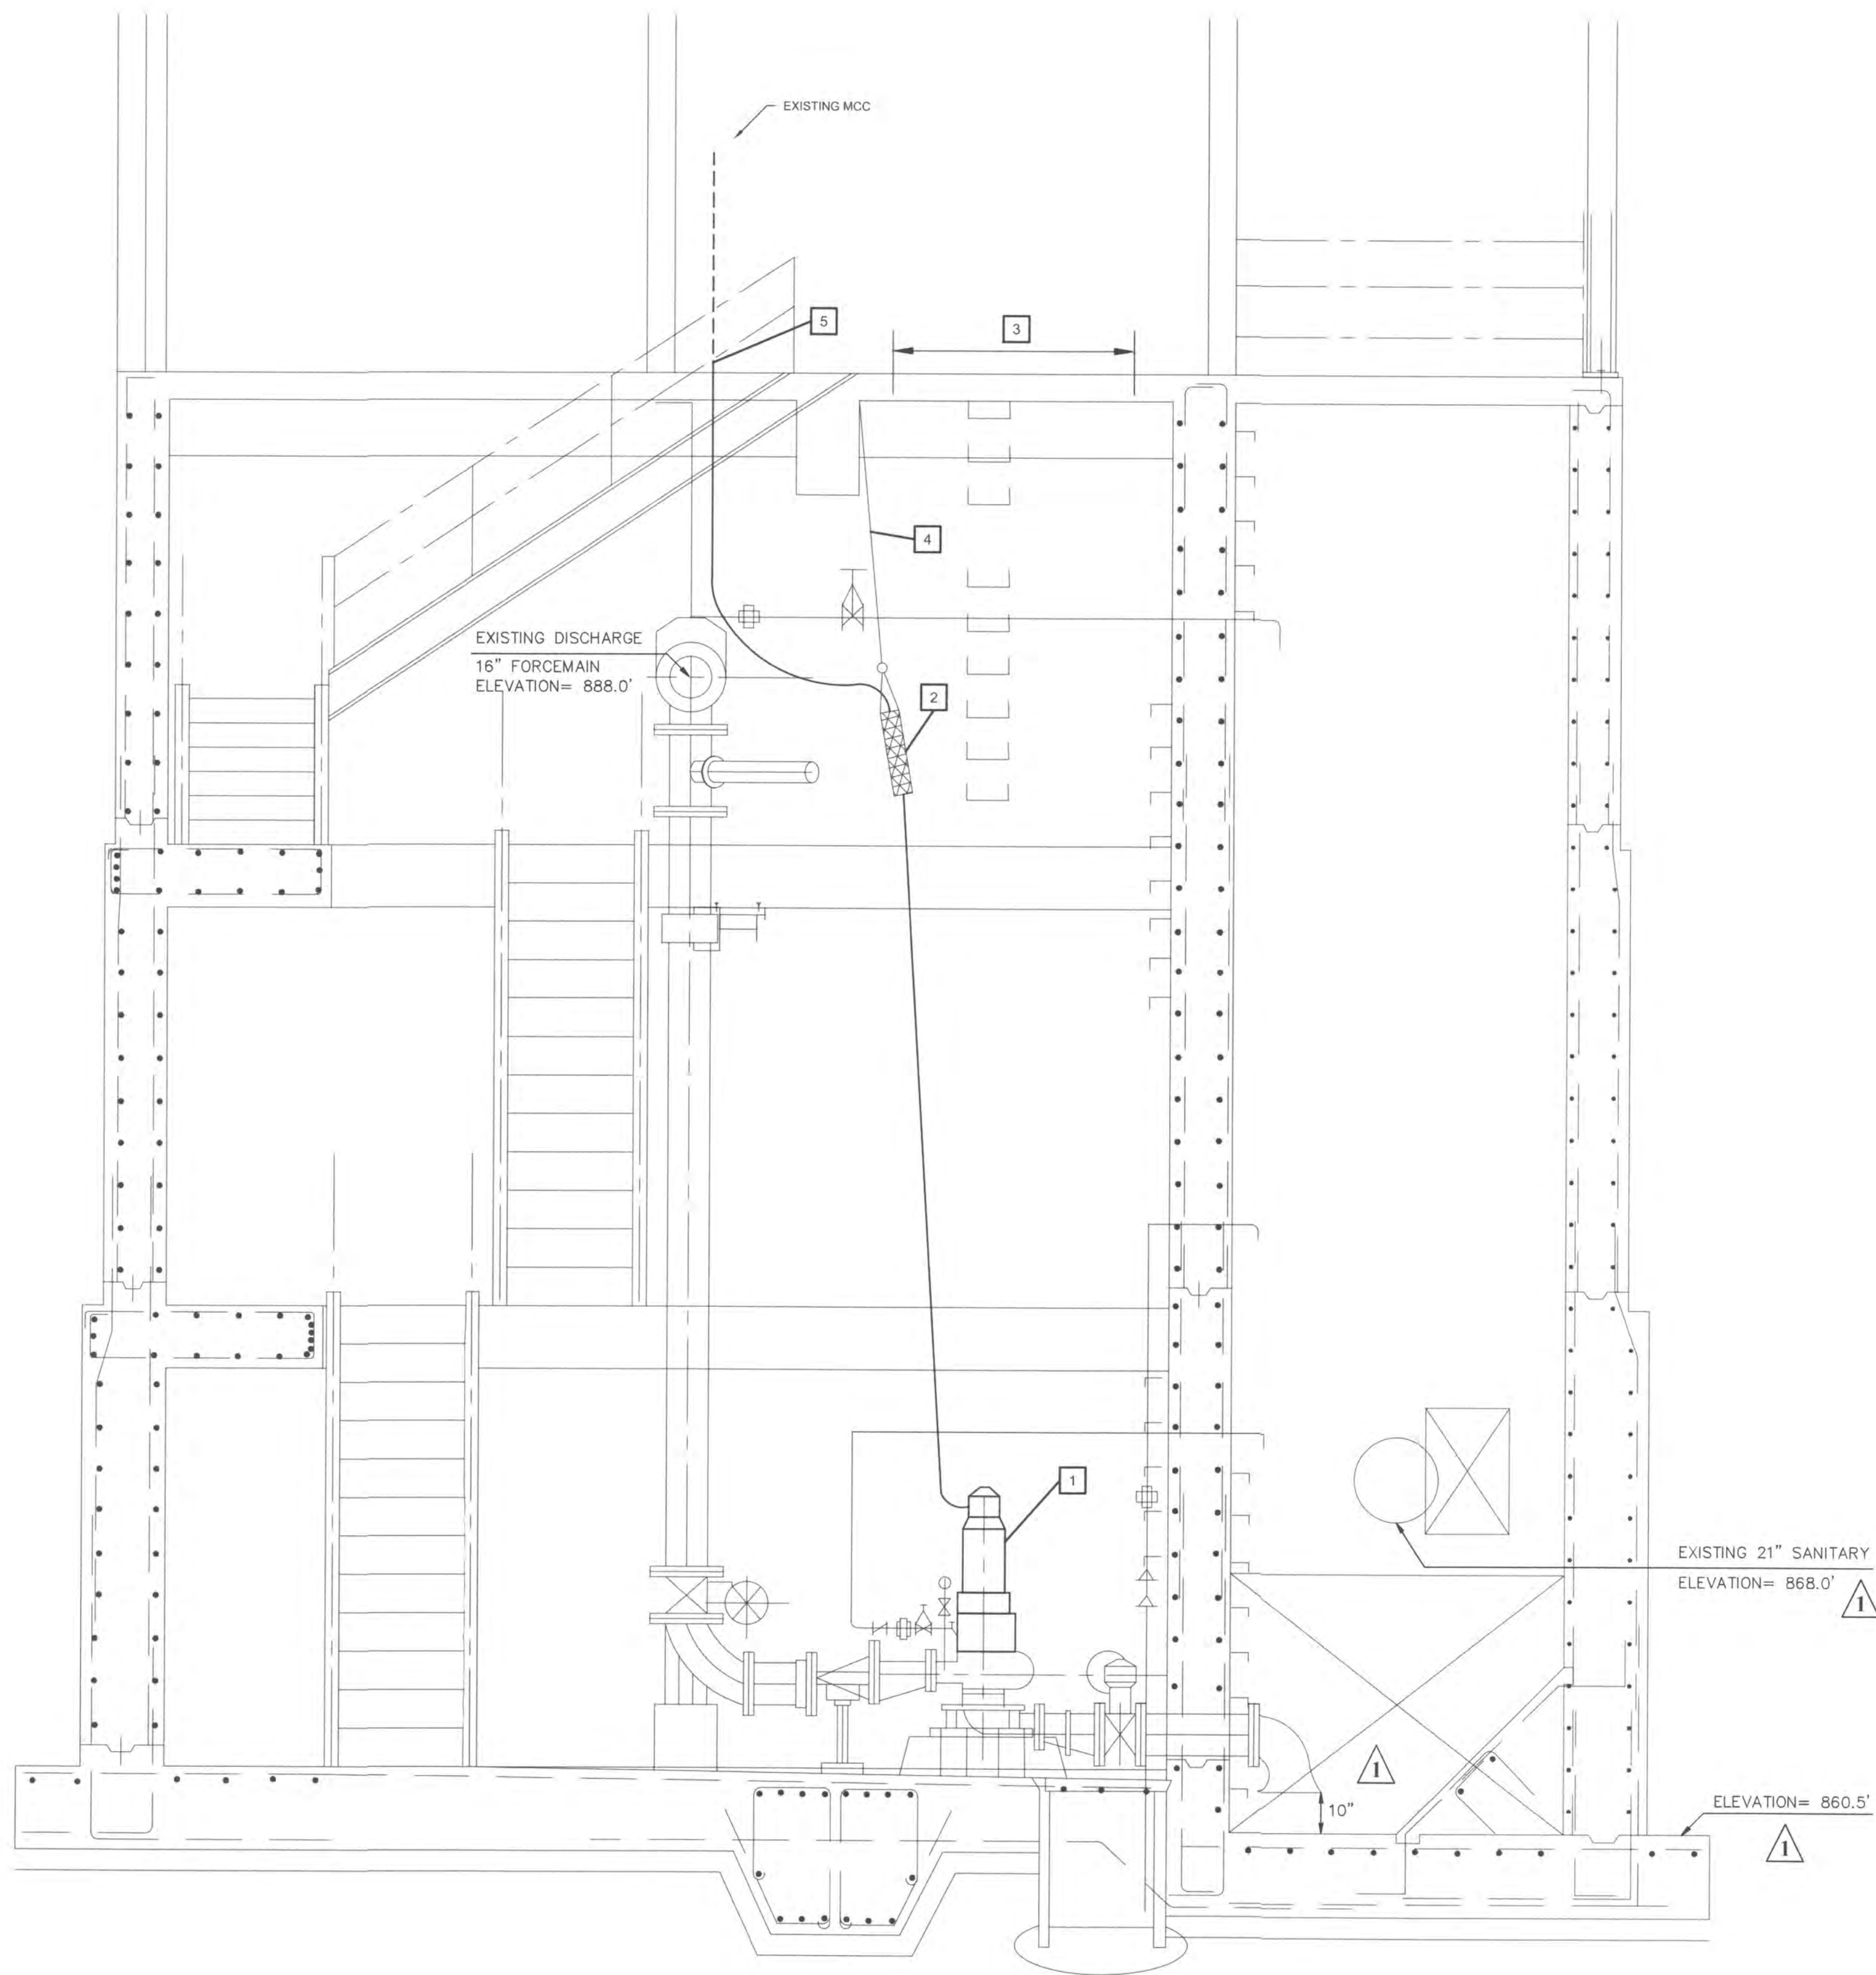 EXISTING MCC
5
3
4
EXISTING DISCHARGE
16" FORCEMAIN
ELEVATION= 888.0'
2
1
EXISTING 21" SANITARY
ELEVATION= 868.0'
1
1
10"
ELEVATION= 860.5'
1